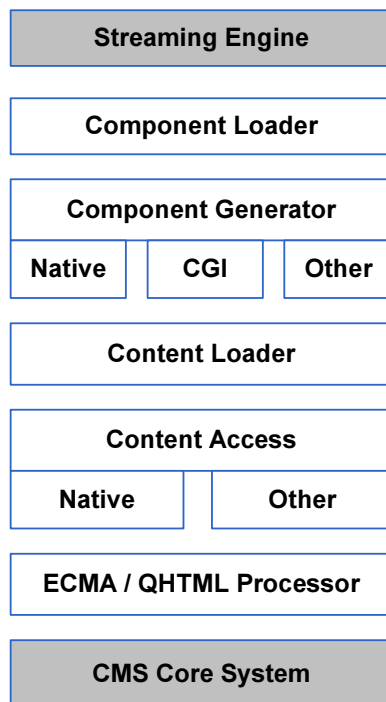 Streaming Engine
Component Loader
Component Generator
Native CGI Other
Content Loader
Content Access
Native Other
ECMA / QHTML Processor
CMS Core System